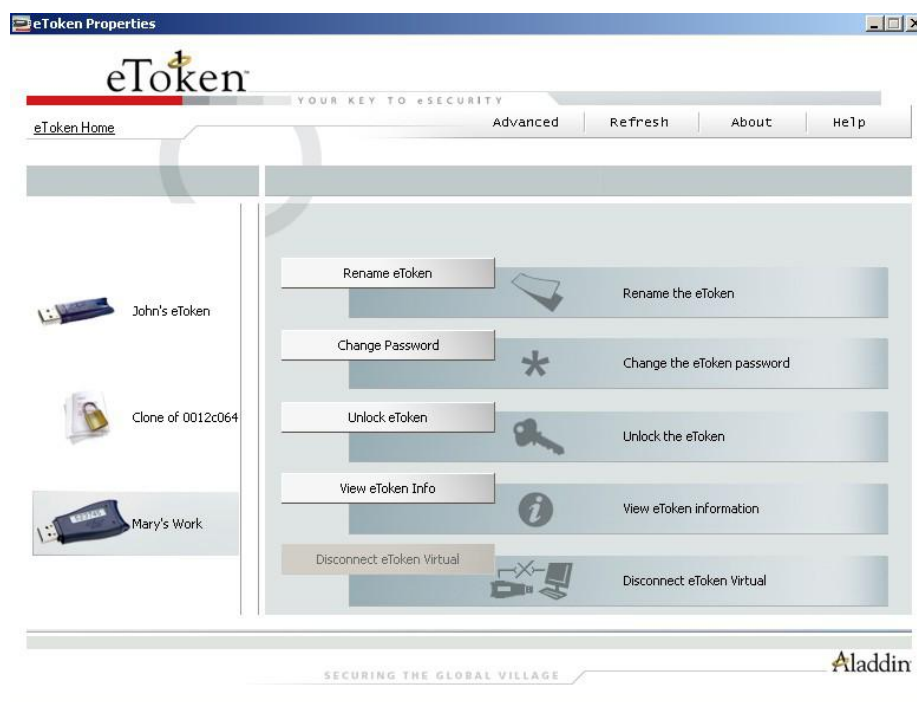 eToken Properties
eToken
YOUR KEY TO eSECURITY
eToken Home
Advanced
Refresh
About
Help
John's eToken
Clone of 0012c064
Mary's Work
Rename eToken
Rename the eToken
Change Password
Change the eToken password
Unlock eToken
Unlock the eToken
View eToken Info
View eToken information
Disconnect eToken Virtual
Disconnect eToken Virtual
SECURING THE GLOBAL VILLAGE
Aladdin